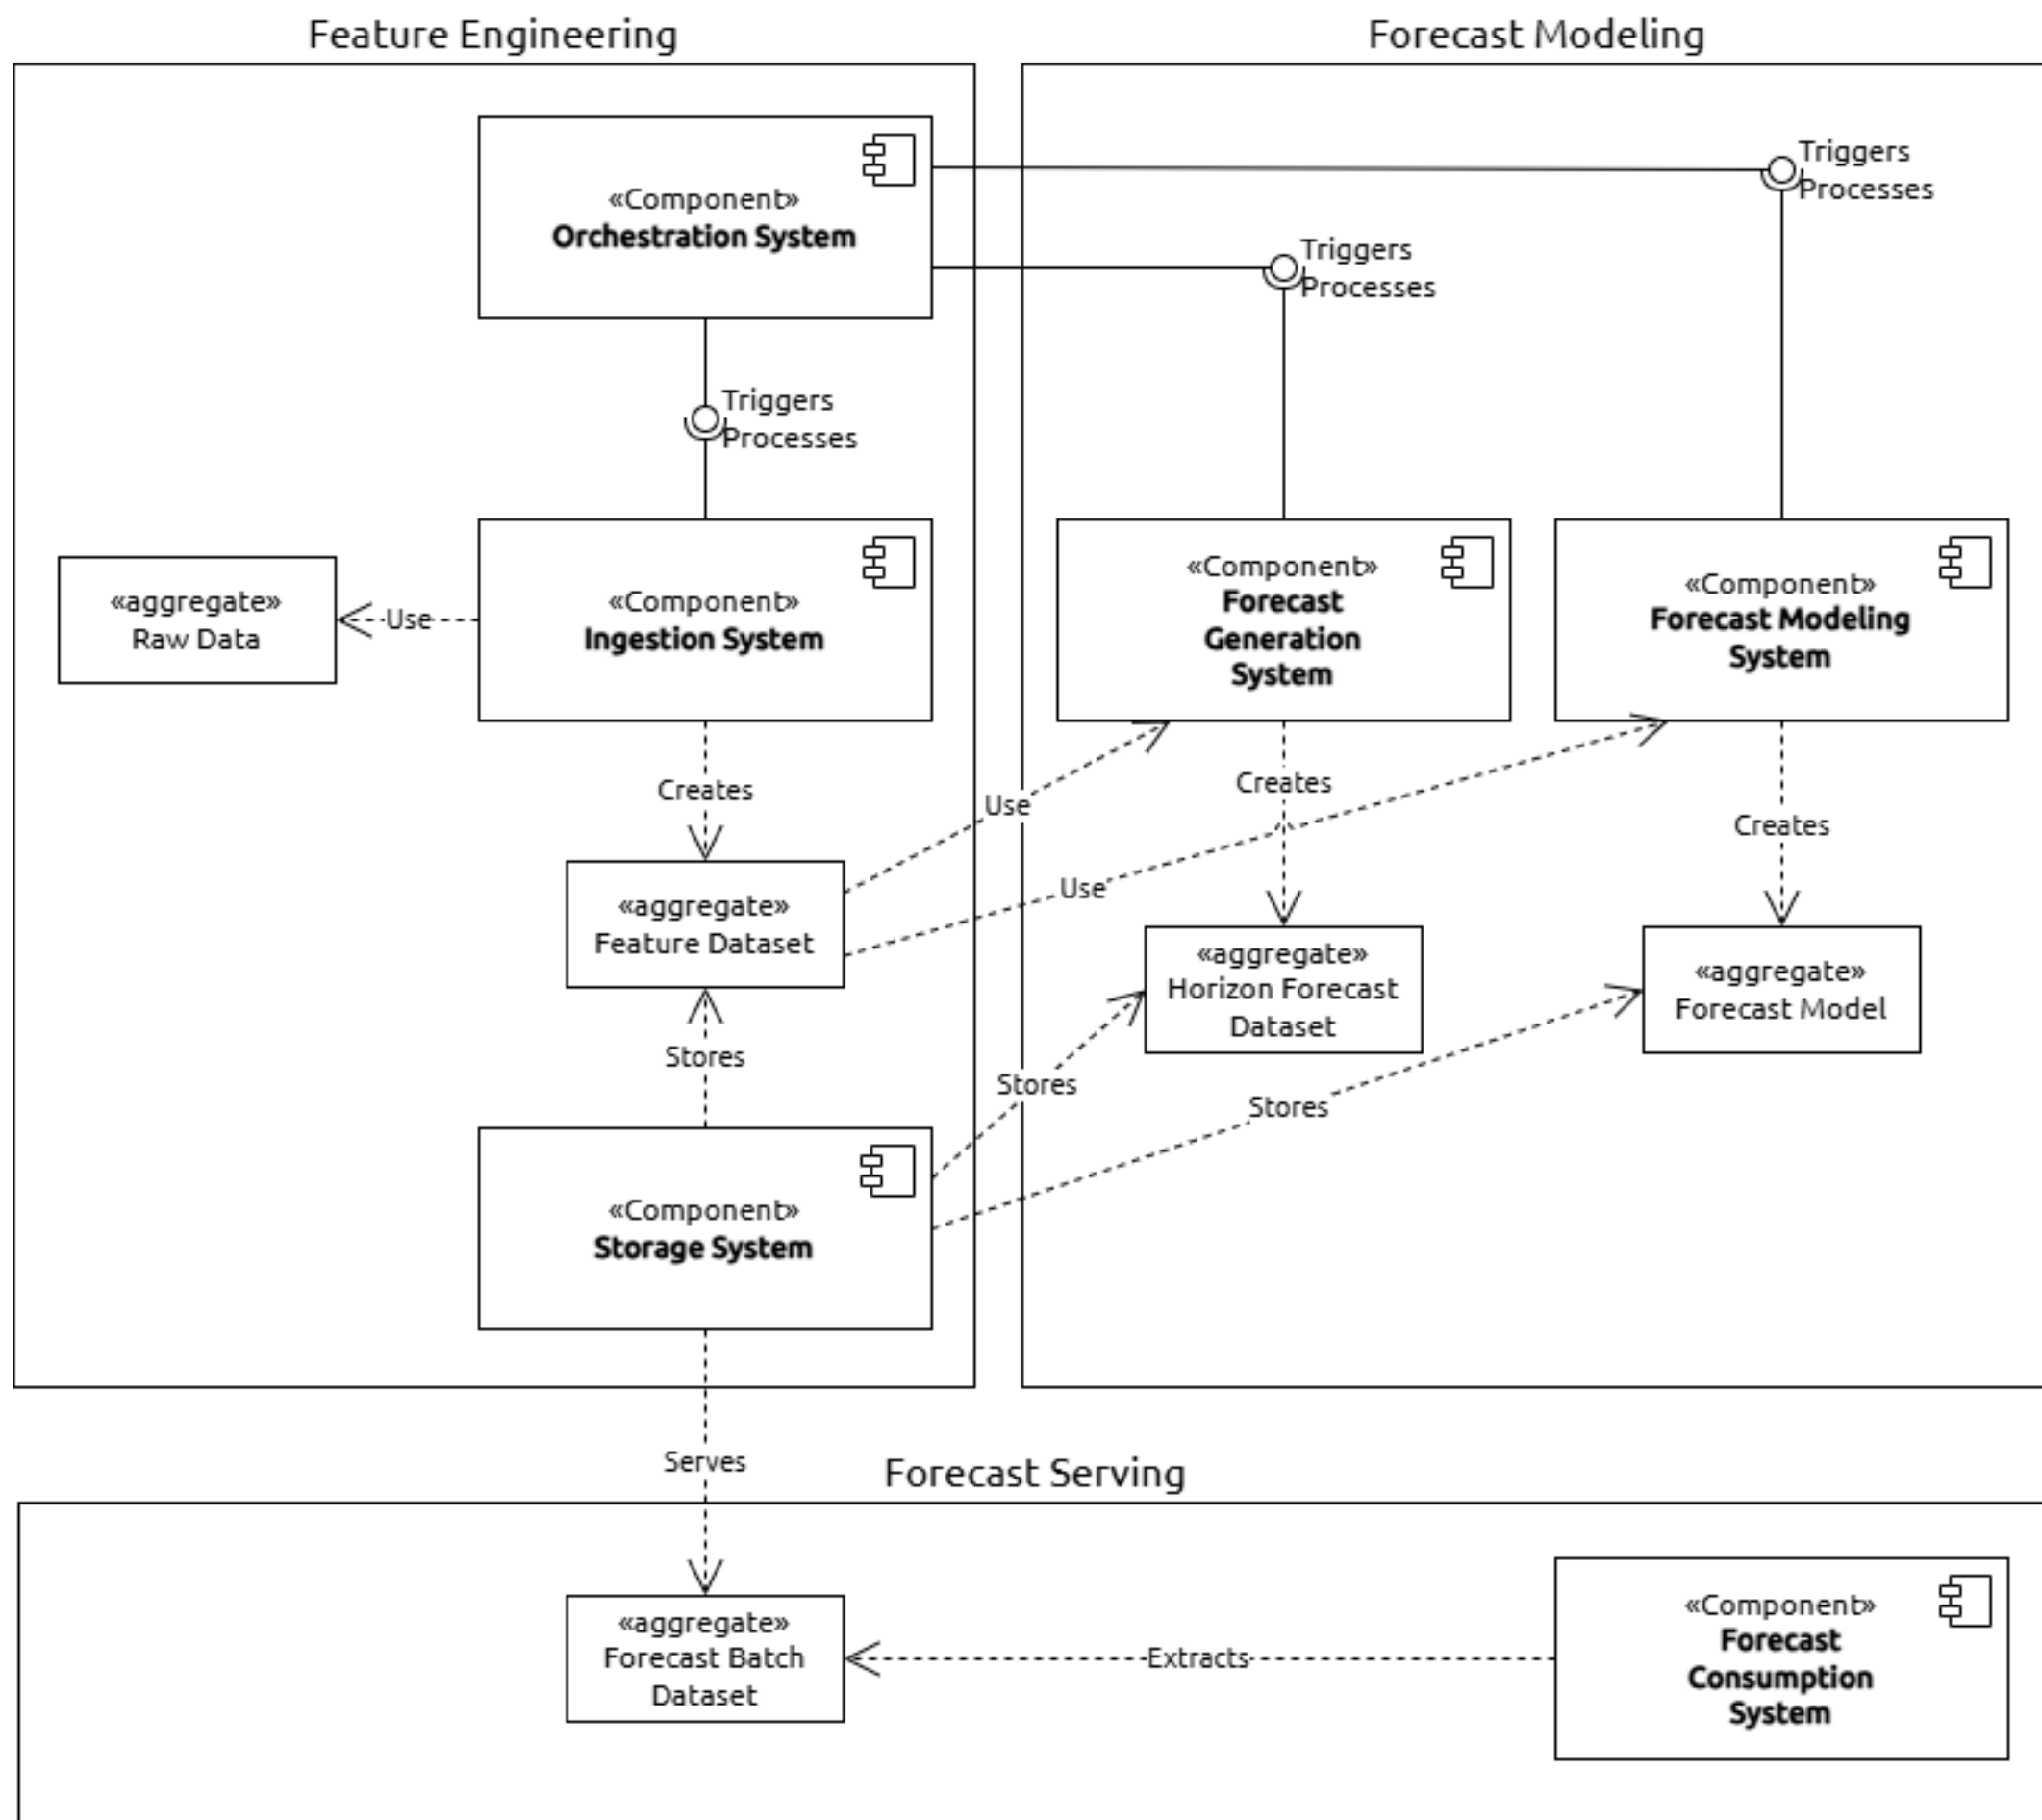 Feature Engineering
Forecast Modeling
«Component»
Orchestration System
Triggers
Processes
Triggers
Processes
Triggers
Processes
«aggregate»
Raw Data
Use
«Component»
Ingestion System
«Component»
Forecast
Generation
System
«Component»
Forecast Modeling
System
Creates
Use
Creates
Creates
Use
«aggregate»
Feature Dataset
«aggregate»
Horizon Forecast
Dataset
«aggregate»
Forecast Model
Stores
Stores
Stores
«Component»
Storage System
Serves
Forecast Serving
«aggregate»
Forecast Batch
Dataset
Extracts
«Component»
Forecast
Consumption
System